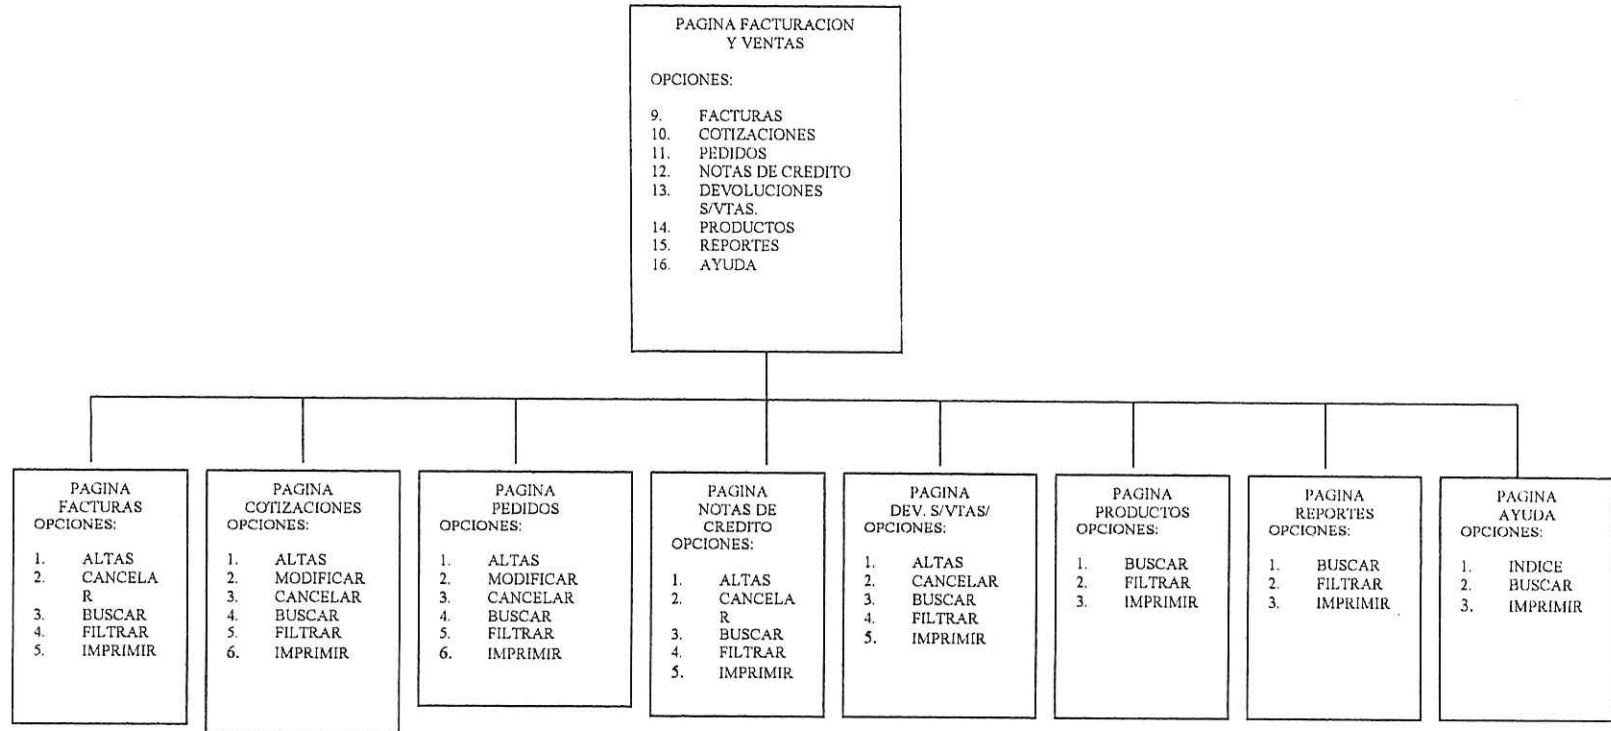 PAGINA FACTURACION
Y VENTAS
OPCIONES:
9. FACTURAS
10. COTIZACIONES
11. PEDIDOS
12. NOTAS DE CREDITO
13. DEVOLUCIONES
S/VTAS.
14. PRODUCTOS
15. REPORTES
16. AYUDA
PAGINA
FACTURAS
OPCIONES:
1. ALTAS
2. CANCELA
R
3. BUSCAR
4. FILTRAR
5. IMPRIMIR
PAGINA
COTIZACIONES
OPCIONES:
1. ALTAS
2. MODIFICAR
3. CANCELAR
4. BUSCAR
5. FILTRAR
6. IMPRIMIR
PAGINA
PEDIDOS
OPCIONES:
1. ALTAS
2. MODIFICAR
3. CANCELAR
4. BUSCAR
5. FILTRAR
6. IMPRIMIR
PAGINA
NOTAS DE
CREDITO
OPCIONES:
1. ALTAS
2. CANCELA
R
3. BUSCAR
4. FILTRAR
5. IMPRIMIR
PAGINA
DEV. S/VTAS/
OPCIONES:
1. ALTAS
2. CANCELAR
3. BUSCAR
4. FILTRAR
5. IMPRIMIR
PAGINA
PRODUCTOS
OPCIONES:
1. BUSCAR
2. FILTRAR
3. IMPRIMIR
PAGINA
REPORTES
OPCIONES:
1. BUSCAR
2. FILTRAR
3. IMPRIMIR
PAGINA
AYUDA
OPCIONES:
1. INDICE
2. BUSCAR
3. IMPRIMIR